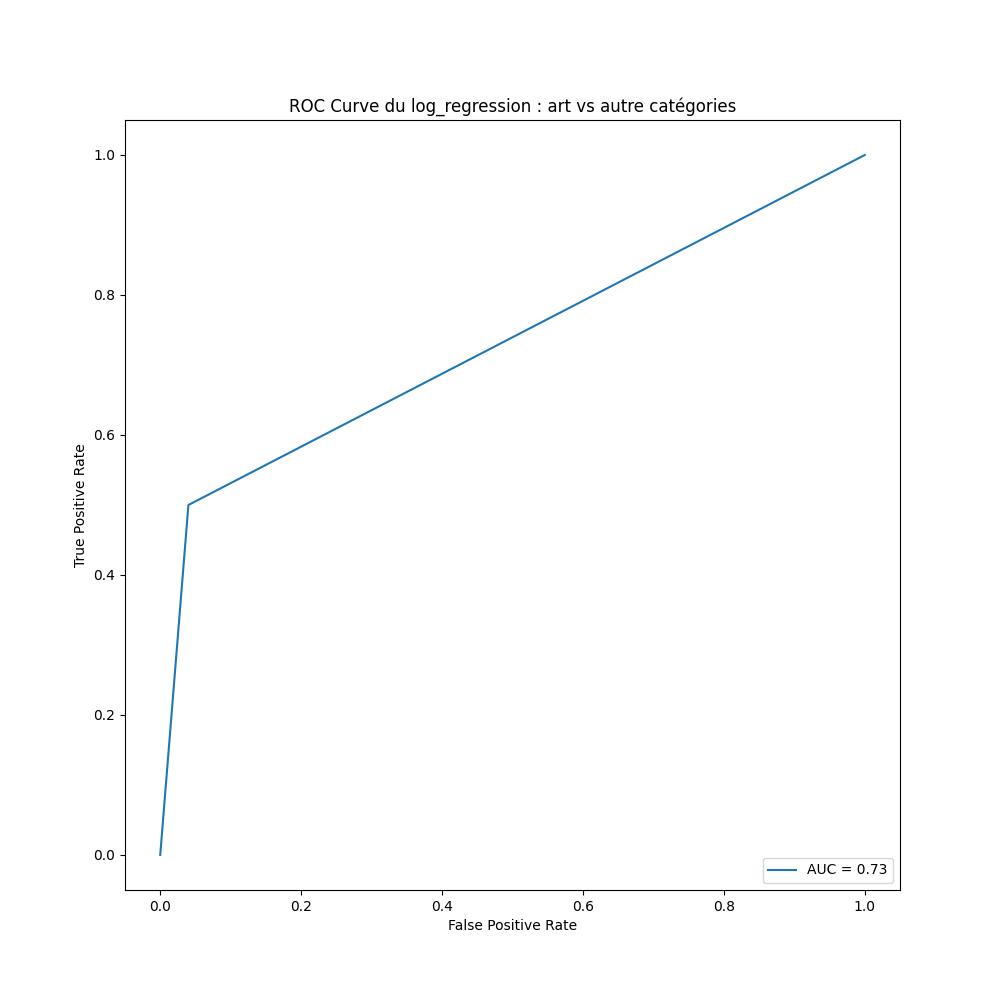 ROC Curve du log_regression : art vs autre catégories
1.0
0.8
0.6
0.4
0.2
0.0
True Positive Rate
0.0 0.2 0.4 0.6 0.8 1.0
False Positive Rate
AUC = 0.73